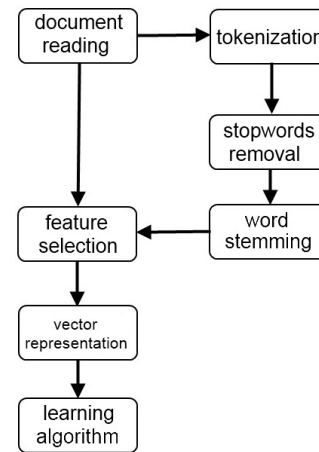 document
reading
tokenization
stopwords
removal
word
stemming
feature
selection
vector
representation
learning
algorithm